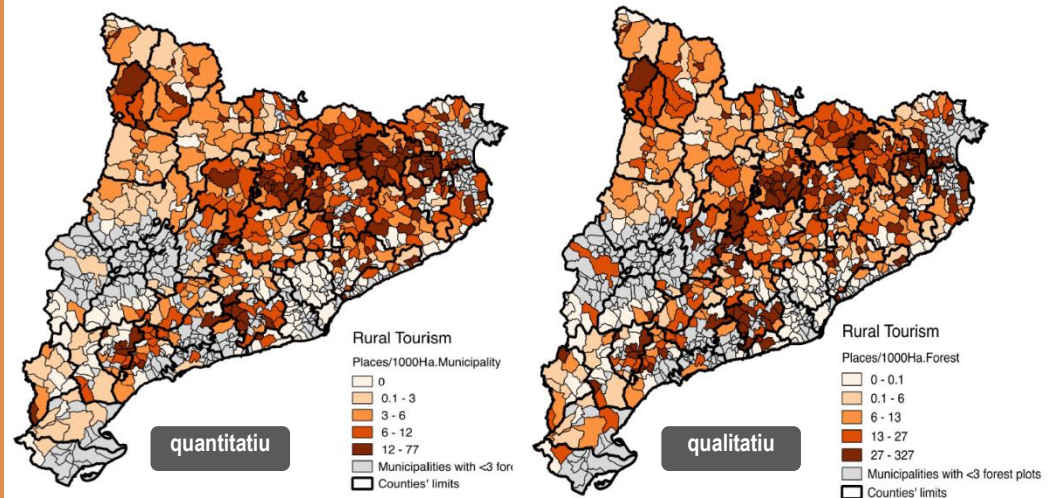 Rural Tourism
Places/1000Ha.Municipality
0
0.1 - 3
3 - 6
6 - 12
12 - 77
Municipalities with <3 fore
Counties' limits
quantitatiu
Rural Tourism
Places/1000Ha.Forest
0 - 0.1
0.1 - 6
6 - 13
13 - 27
27 - 327
Municipalities with <3 forest plots
Counties' limits
qualitatiu